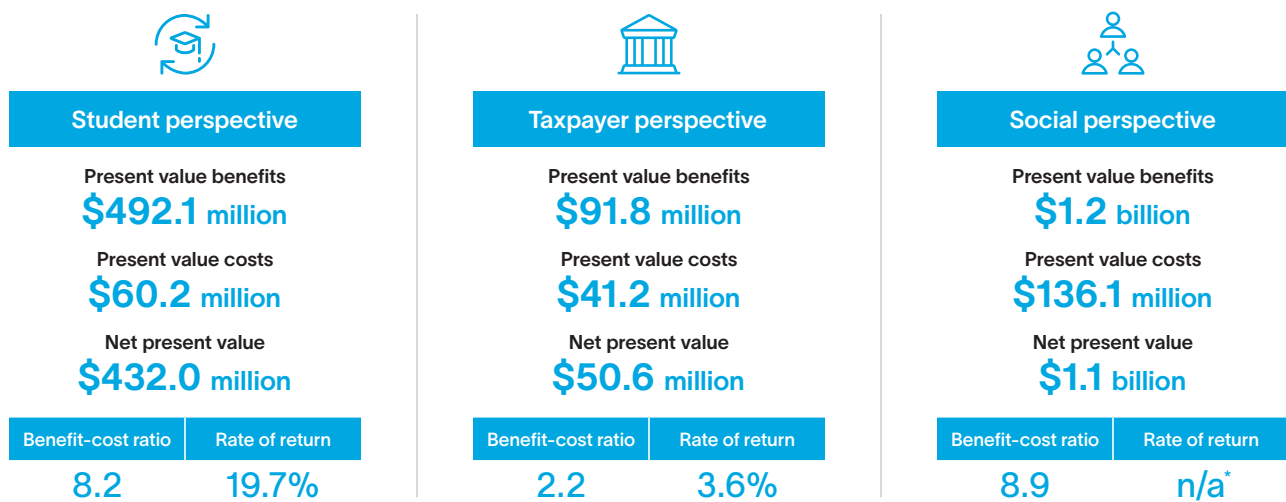 Student perspective
Present value benefits
$492.1 million
Present value costs
$60.2 million
Net present value
$432.0 million
Benefit-cost ratio
Rate of return
8.2
19.7%
Taxpayer perspective
Present value benefits
$91.8 million
Present value costs
$41.2 million
Net present value
$50.6 million
Benefit-cost ratio
Rate of return
2.2
3.6%
Social perspective
Present value benefits
$1.2 billion
Present value costs
$136.1 million
Net present value
$1.1 billion
Benefit-cost ratio
Rate of return
8.9
n/a*